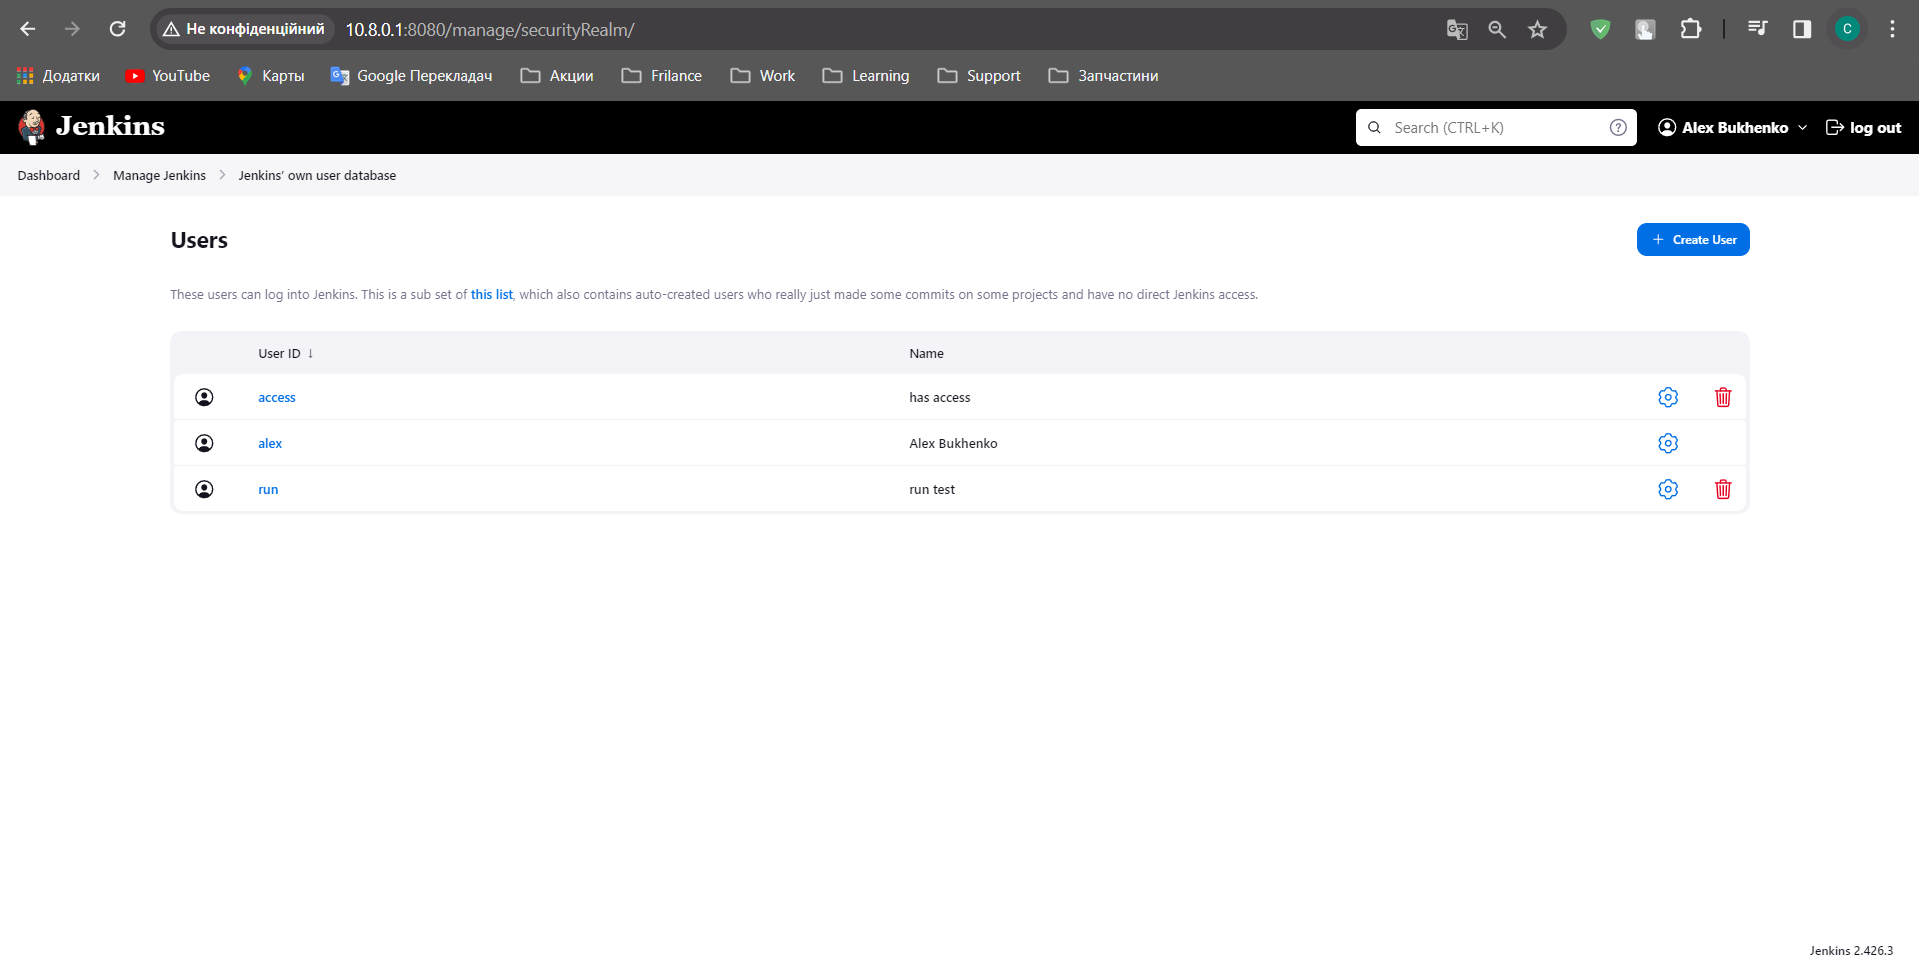 Не конфіденційний 10.8.0.1:8080/manage/securityRealm/ C
Додатки YouTube Карты Google Перекладач Акции Frilance Work Learning Support Запчастини
Jenkins Search (CTRL+K) ? Alex Bukhenko log out
Dashboard Manage Jenkins Jenkins’ own user database
Users + Create User
These users can log into Jenkins. This is a sub set of this list, which also contains auto-created users who really just made some commits on some projects and have no direct Jenkins access.
User ID ↓ Name
access has access
alex Alex Bukhenko
run run test
Jenkins 2.426.3